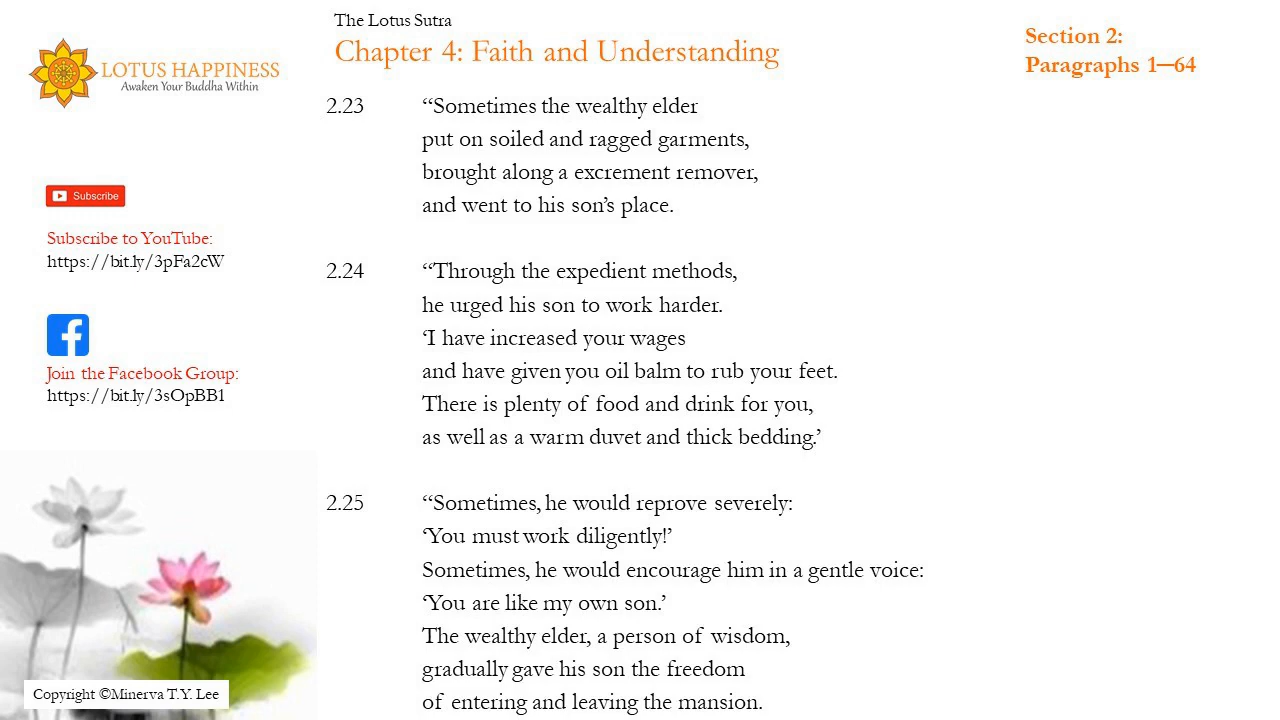 The Lotus Sutra
Chapter 4: Faith and Understanding
Section 2:
Paragraphs 1—64
LOTUS HAPPINESS
Awaken Your Buddha Within
Subscribe
Subscribe to YouTube:
https://bit.ly/3pFa2cW
Join the Facebook Group:
https://bit.ly/3sOpBB1
Copyright ©Minerva T.Y. Lee
2.23 “Sometimes the wealthy elder
put on soiled and ragged garments,
brought along a excrement remover,
and went to his son’s place.
2.24 “Through the expedient methods,
he urged his son to work harder.
‘I have increased your wages
and have given you oil balm to rub your feet.
There is plenty of food and drink for you,
as well as a warm duvet and thick bedding.’
2.25 “Sometimes, he would reprove severely:
‘You must work diligently!’
Sometimes, he would encourage him in a gentle voice:
‘You are like my own son.’
The wealthy elder, a person of wisdom,
gradually gave his son the freedom
of entering and leaving the mansion.